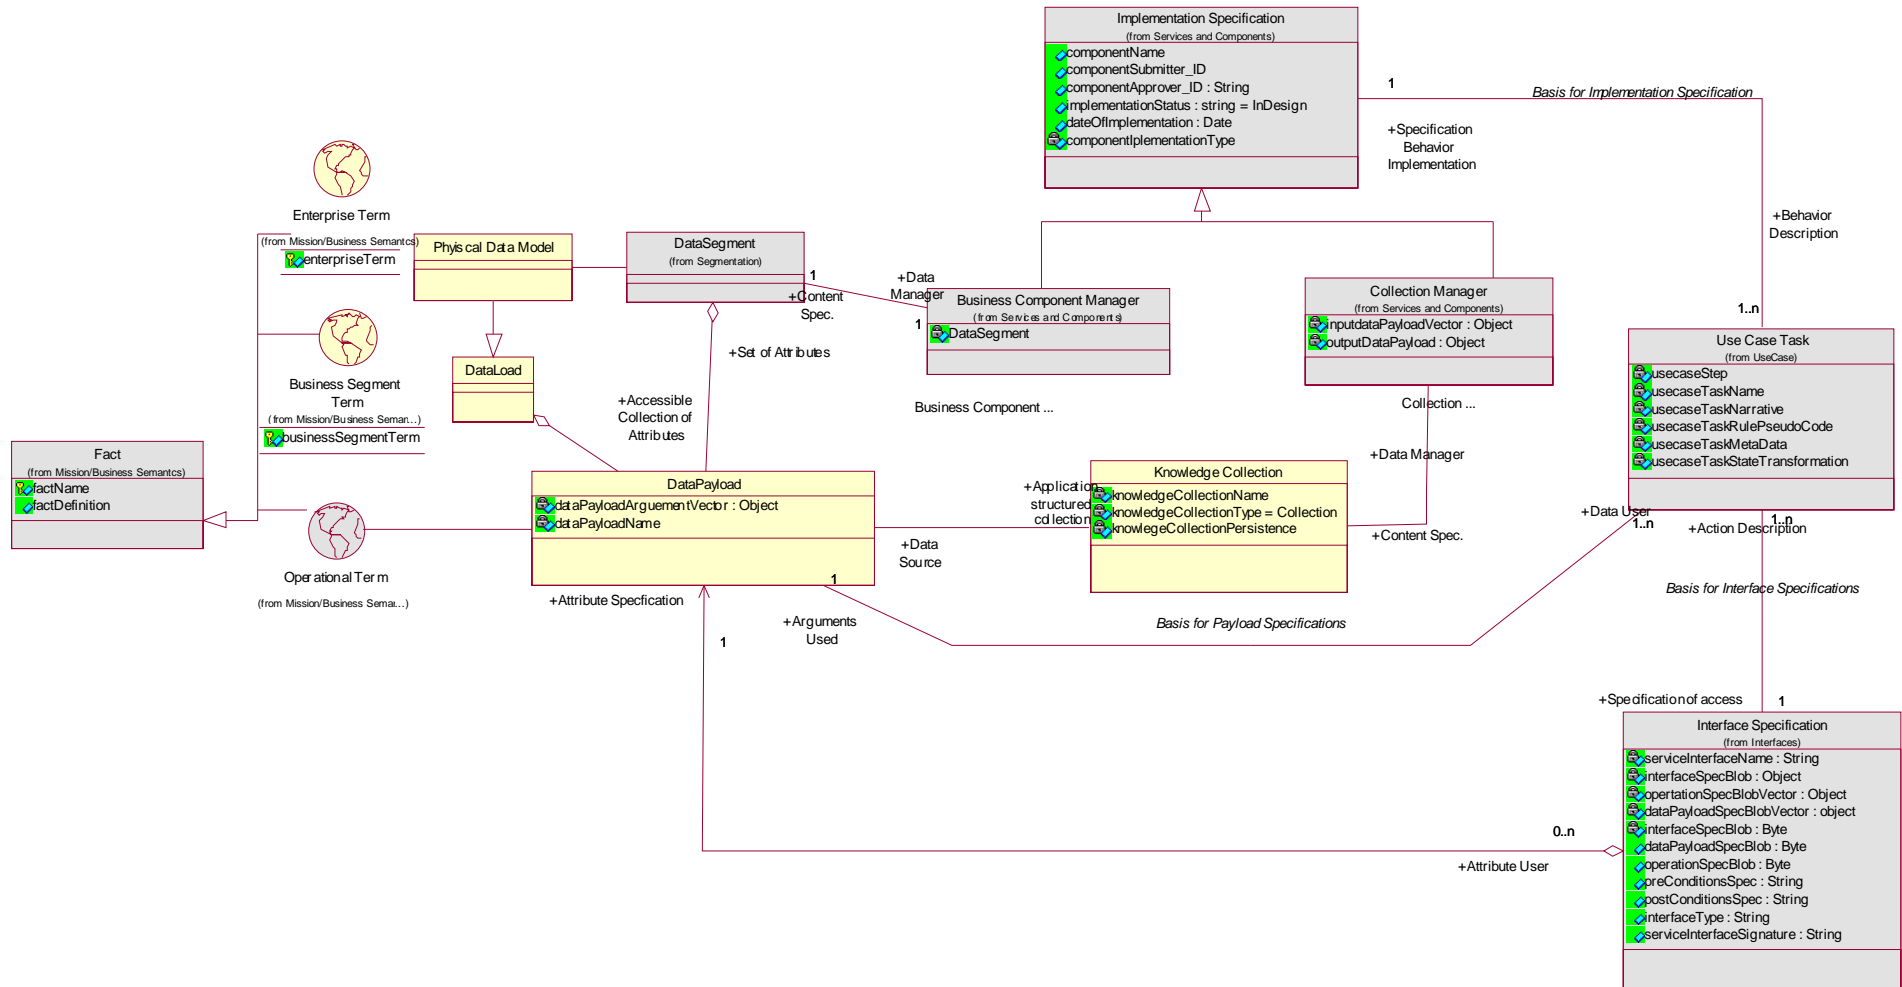 Implementation Specification
(from Services and Components)
componentName
componentSubmitter_ID
componentApprover_ID : String
implementationStatus : string = InDesign
dateOfImplementation : Date
componentIplementationType
1
Basis for Implementation Specification
+Specification
Behavior
Implementation
+Behavior
Description
1..n
Enterprise Term
(from Mission/Business Semantcs)
enterpriseTerm
Phyiscal Data Model
DataSegment
(from Segmentation)
1
+Content
Spec.
+Data
Manager
1
Business Component Manager
(from Services and Components)
DataSegment
Business Component ...
Collection Manager
(from Services and Components)
inputdataPayloadVector : Object
outputDataPayload : Object
Collection ...
Use Case Task
(from UseCase)
usecaseStep
usecaseTaskName
usecaseTaskNarrative
usecaseTaskRulePseudoCode
usecaseTaskMetaData
usecaseTaskStateTransformation
Business Segment
Term
(from Mission/Business Seman...)
businessSegmentTerm
DataLoad
+Set of Attributes
+Accessible
Collection of
Attributes
Fact
(from Mission/Business Semantcs)
factName
factDefinition
Operational Term
(from Mission/Business Seman...)
DataPayload
dataPayloadArguementVector : Object
dataPayloadName
+Application
structured
collection
+Data
Source
Knowledge Collection
knowledgeCollectionName
knowledgeCollectionType = Collection
knowlegeCollectionPersistence
+Data Manager
+Content Spec.
+Data User
1..n
1..n
+Action Description
+Attribute Specfication
1
1
+Arguments
Used
Basis for Payload Specifications
Basis for Interface Specifications
+Specification of access
1
Interface Specification
(from Interfaces)
serviceInterfaceName : String
interfaceSpecBlob : Object
opertationSpecBlobVector : Object
dataPayloadSpecBlobVector : object
interfaceSpecBlob : Byte
dataPayloadSpecBlob : Byte
operationSpecBlob : Byte
preConditionsSpec : String
postConditionsSpec : String
interfaceType : String
serviceInterfaceSignature : String
0..n
+Attribute User